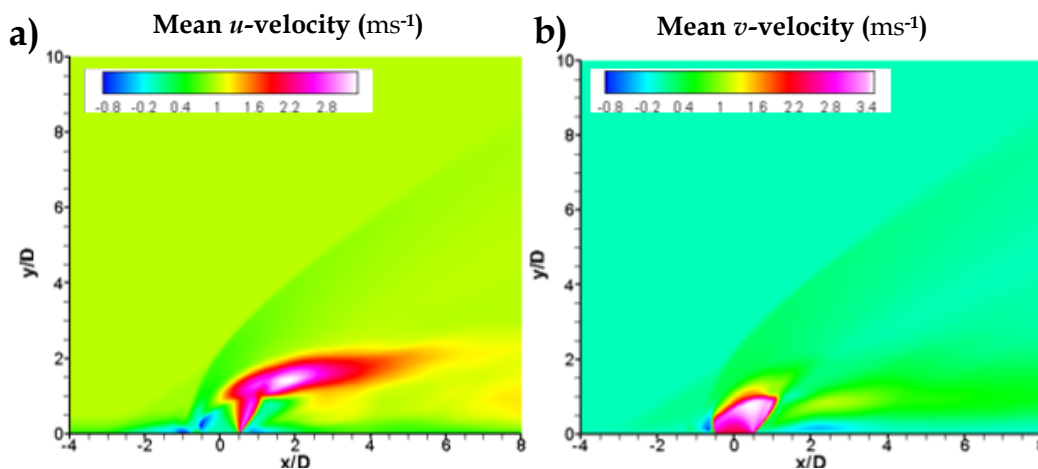 a)
Mean u-velocity (ms⁻¹)
10
-0.8 -0.2 0.4 1 1.6 2.2 2.8
8
6
y/D
4
2
0
-4 -2 0 2 4 6 8
x/D
b)
Mean v-velocity (ms⁻¹)
10
-0.8 -0.2 0.4 1 1.6 2.2 2.8 3.4
8
6
y/D
4
2
0
-4 -2 0 2 4 6 8
x/D